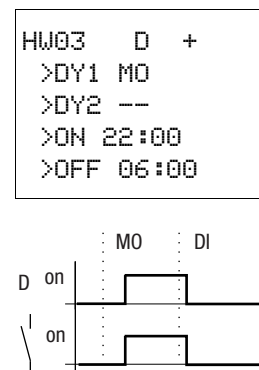 HW03 D +
>DY1 MO
>DY2 --
>ON 22:00
>OFF 06:00
MO DI
D on
on